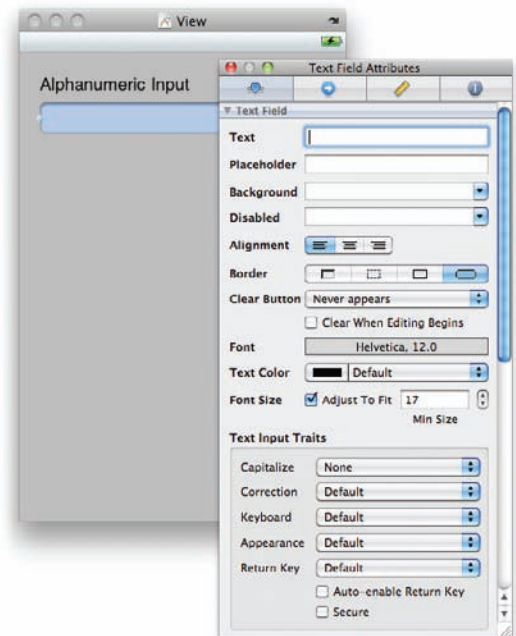 View
Alphanumeric Input
Text Field Attributes
Text Field
Text
Placeholder
Background
Disabled
Alignment
Border
Clear Button Never appears
Clear When Editing Begins
Font Helvetica, 12.0
Text Color Default
Font Size Adjust To Fit 17
Min Size
Text Input Traits
Capitalize None
Correction Default
Keyboard Default
Appearance Default
Return Key Default
Auto-enable Return Key
Secure